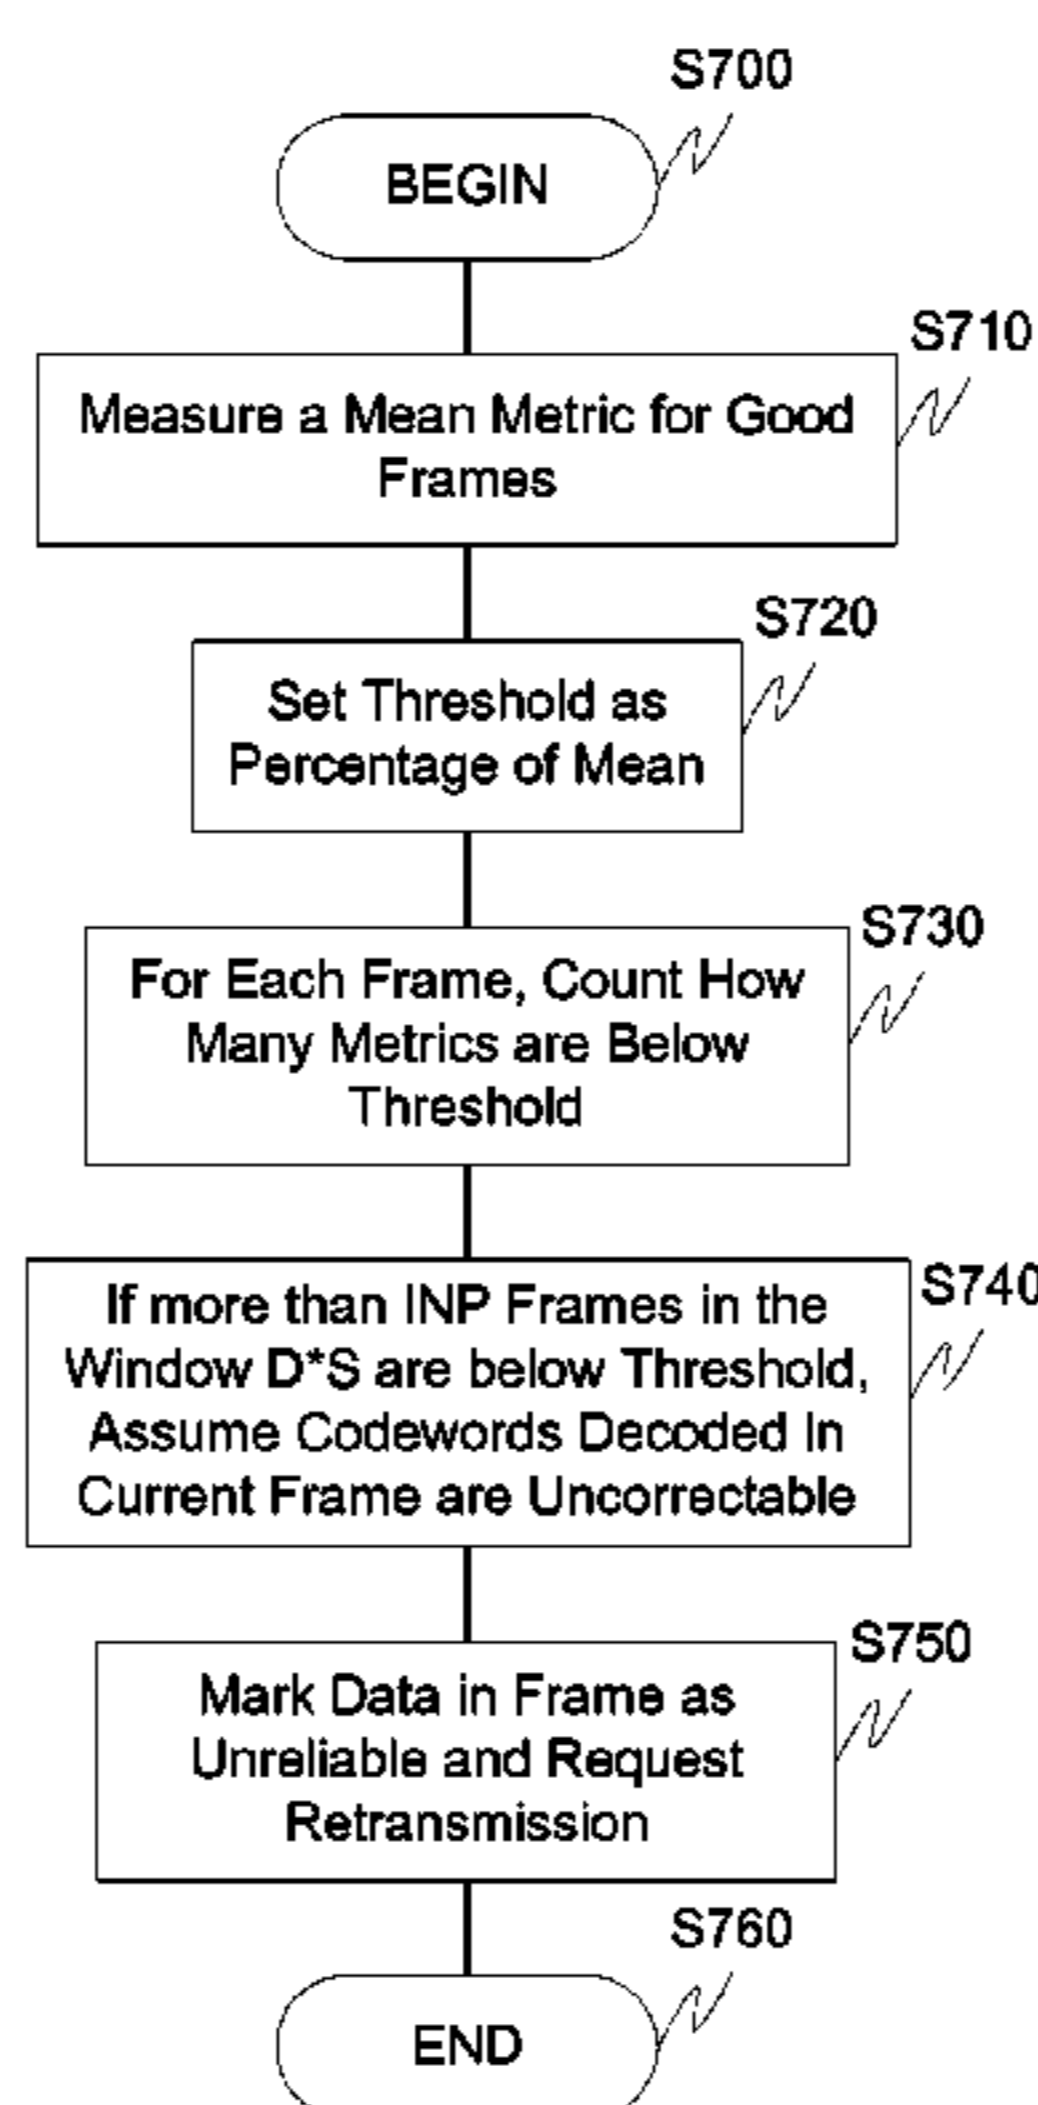 S700
BEGIN
S710
Measure a Mean Metric for Good
Frames
S720
Set Threshold as
Percentage of Mean
S730
For Each Frame, Count How
Many Metrics are Below
Threshold
S740
If more than INP Frames in the
Window D*S are below Threshold,
Assume Codewords Decoded In
Current Frame are Uncorrectable
S750
Mark Data in Frame as
Unreliable and Request
Retransmission
S760
END